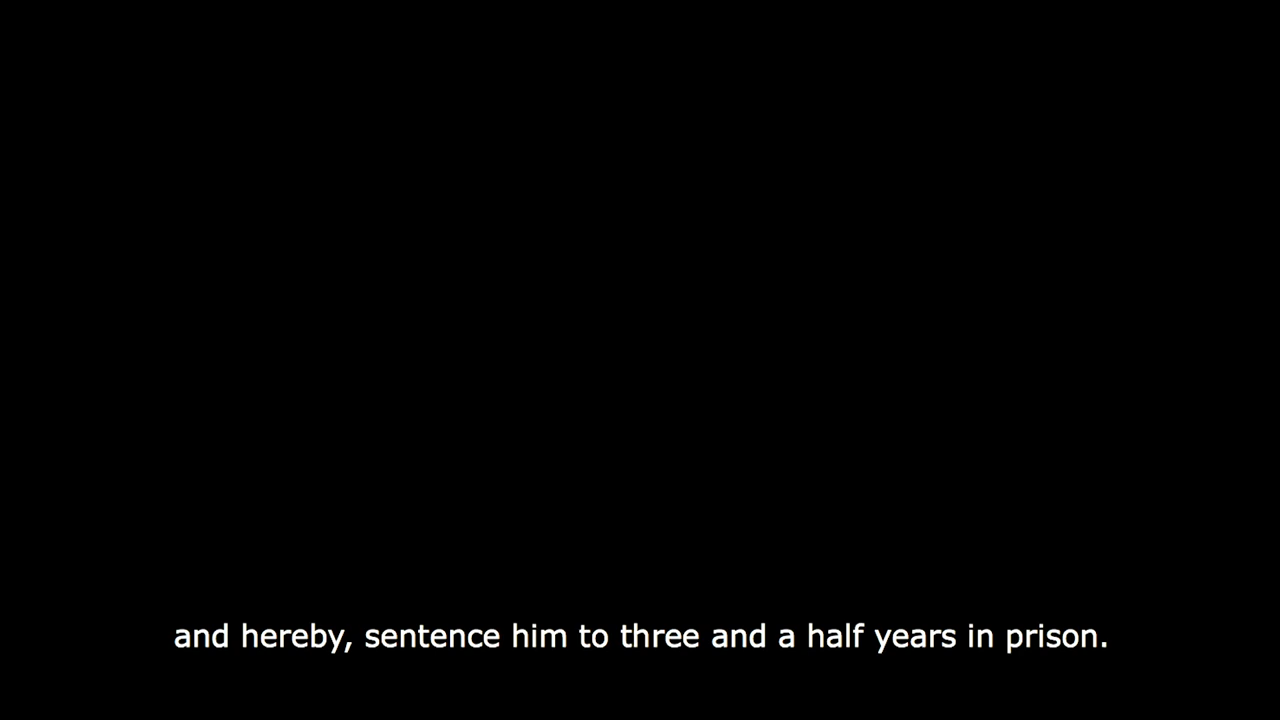 and hereby, sentence him to three and a half years in prison.